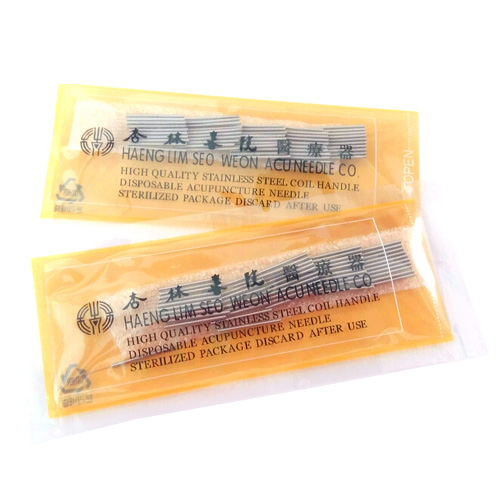 杏林書院醫療器
HAENG LIM SEO WEON ACUNEEDLE CO
HIGH QUALITY STAINLESS STEEL COIL HANDLE
DISPOSABLE ACUPUNCTURE NEEDLE
STERILIZED PACKAGE DISCARD AFTER USE
OPEN
杏林書院醫療器
HAENG LIM SEO WEON ACUNEEDLE CO
HIGH QUALITY STAINLESS STEEL COIL HANDLE
DISPOSABLE ACUPUNCTURE NEEDLE
STERILIZED PACKAGE DISCARD AFTER USE